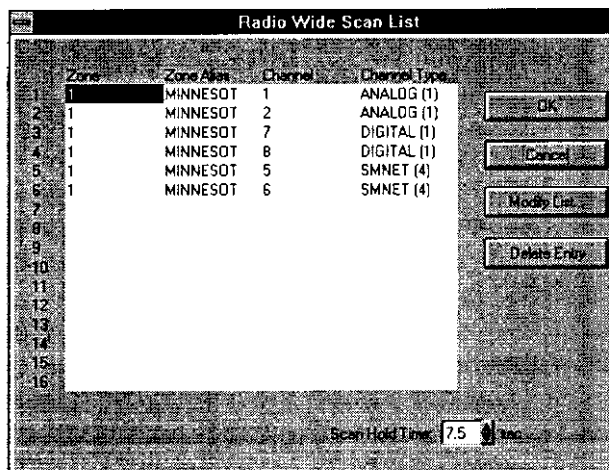 Radio Wide Scan List
Zone Zone Alias Channel Channel Type
1 1 MINNESOT 1 ANALOG (1)
2 1 MINNESOT 2 ANALOG (1)
3 1 MINNESOT 7 DIGITAL (1)
4 1 MINNESOT 8 DIGITAL (1)
5 1 MINNESOT 5 SMNET (4)
6 1 MINNESOT 6 SMNET (4)
7
8
9
10
11
12
13
14
15
16
OK
Cancel
Modify List...
Delete Entry
Scan Hold Time: 7.5 sec